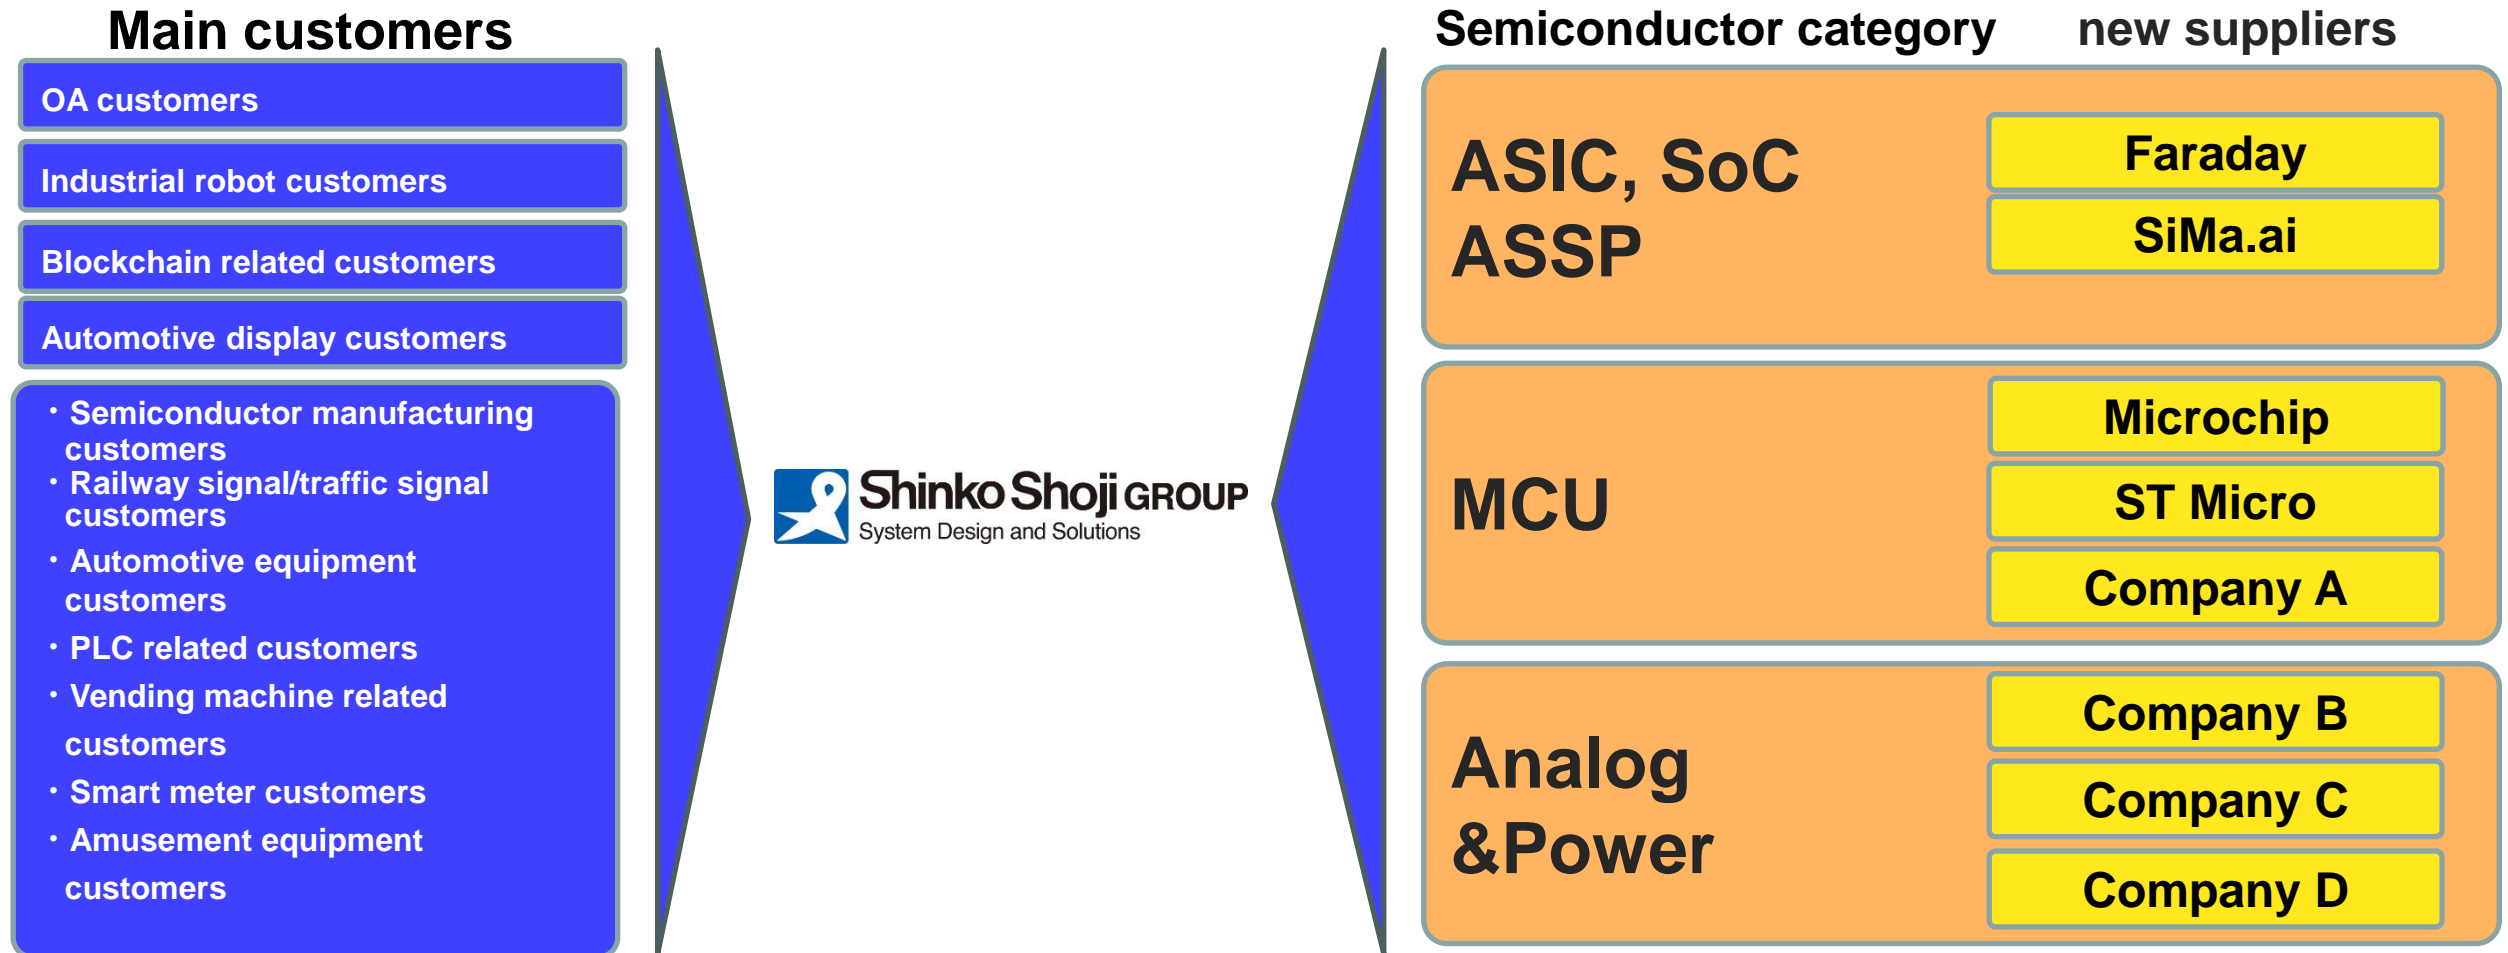 Main customers
OA customers
Industrial robot customers
Blockchain related customers
Automotive display customers
・Semiconductor manufacturing
customers
・Railway signal/traffic signal
customers
・Automotive equipment
customers
・PLC related customers
・Vending machine related
customers
・Smart meter customers
・Amusement equipment
customers
Shinko Shoji GROUP
System Design and Solutions
Semiconductor category new suppliers
ASIC, SoC
ASSP
Faraday
SiMa.ai
MCU
Microchip
ST Micro
Company A
Analog
&Power
Company B
Company C
Company D